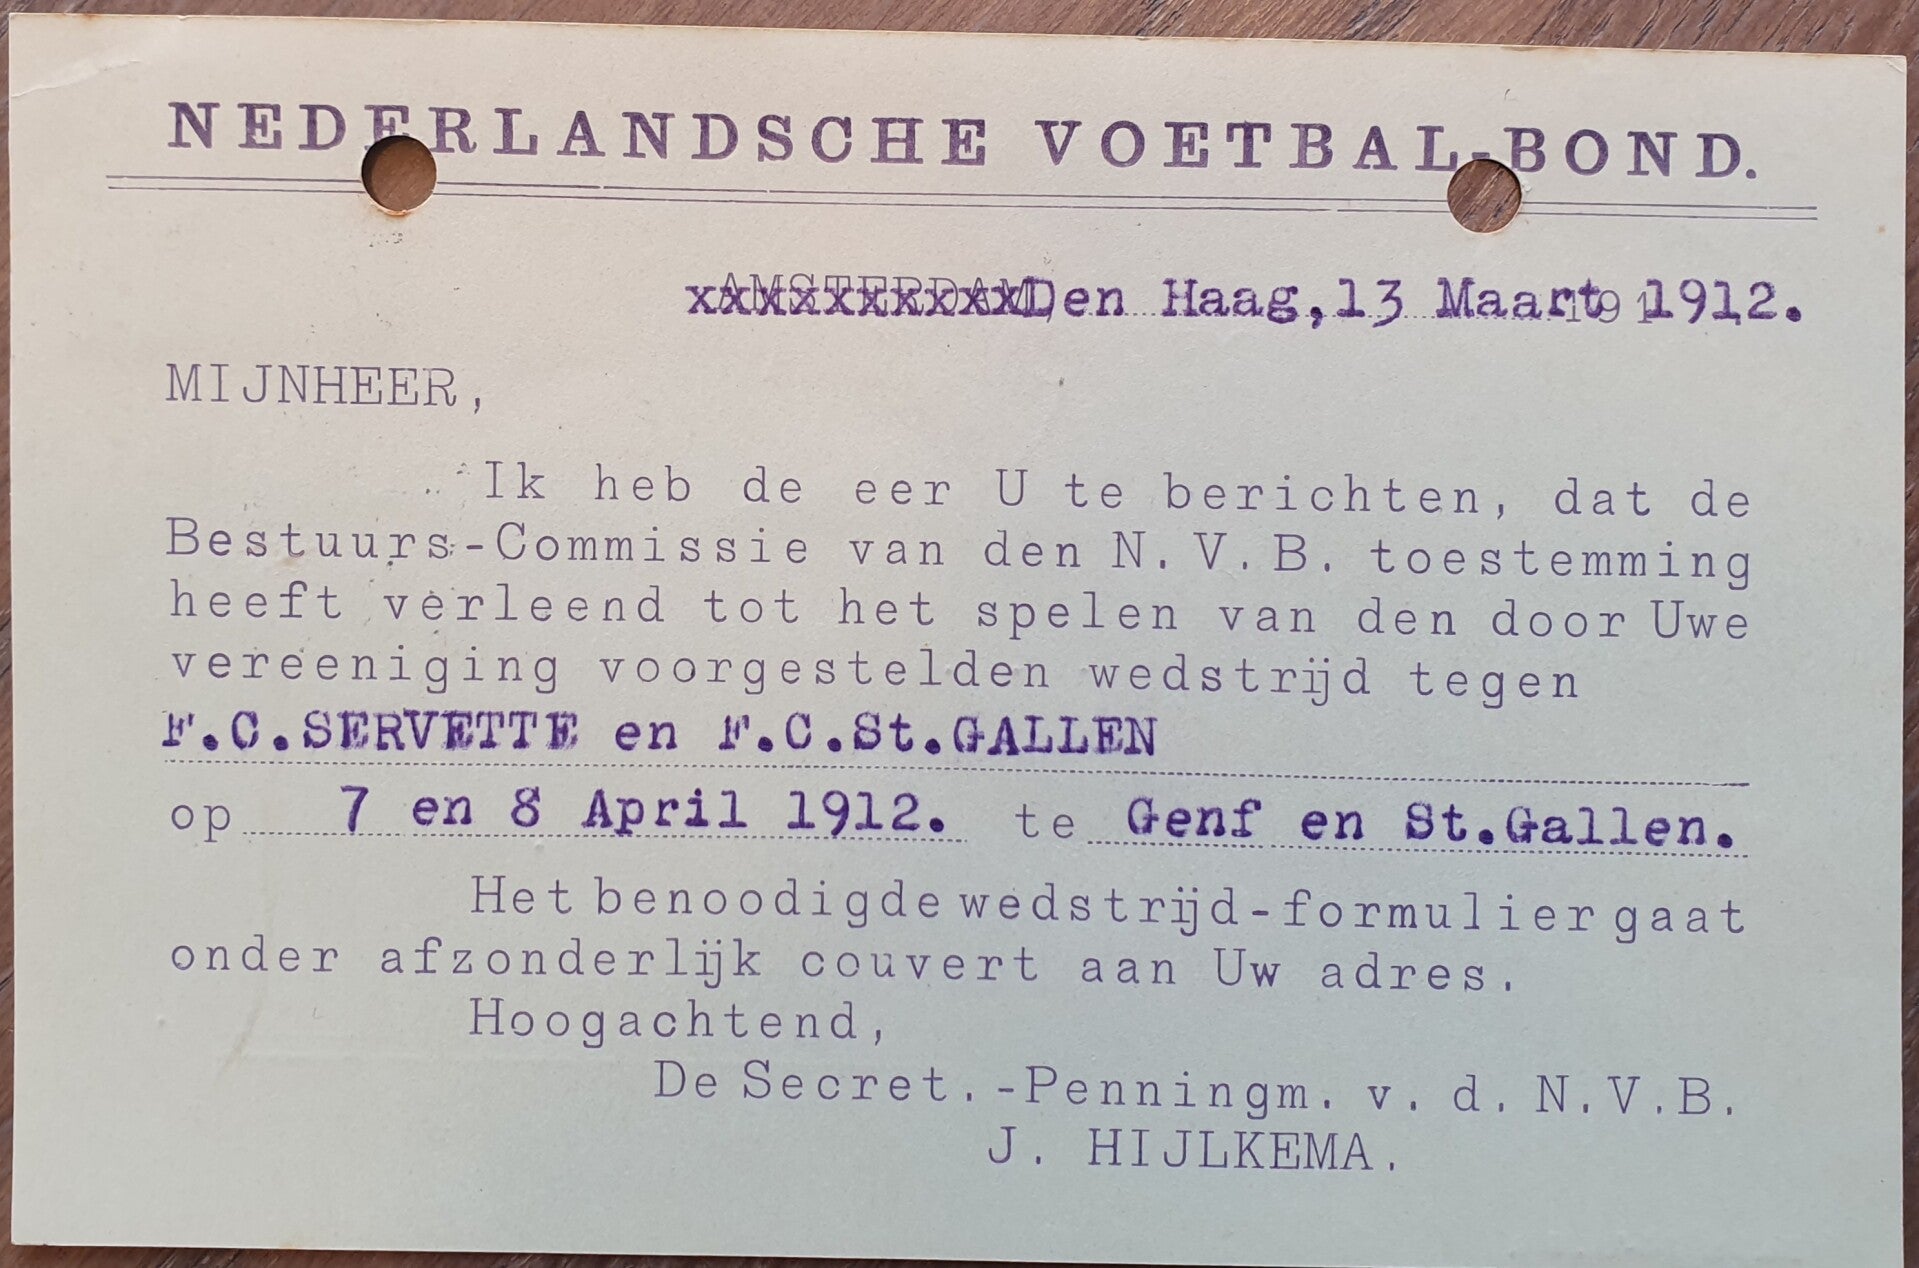 NEDERLANDSCHE VOETBAL-BOND.
AMSTERDAM, Den Haag,13 Maart 191 1912.
MIJNHEER,
Ik heb de eer U te berichten, dat de
Bestuurs-Commissie van den N.V.B. toestemming
heeft verleend tot het spelen van den door Uwe
vereeniging voorgestelden wedstrijd tegen
F.C.SERVETTE en F.C.St.GALLEN
op 7 en 8 April 1912. te Genf en St.Gallen.
Het benoodigde wedstrijd-formulier gaat
onder afzonderlijk couvert aan Uw adres.
Hoogachtend,
De Secret.-Penningm. v. d. N.V.B.
J. HIJLKEMA.